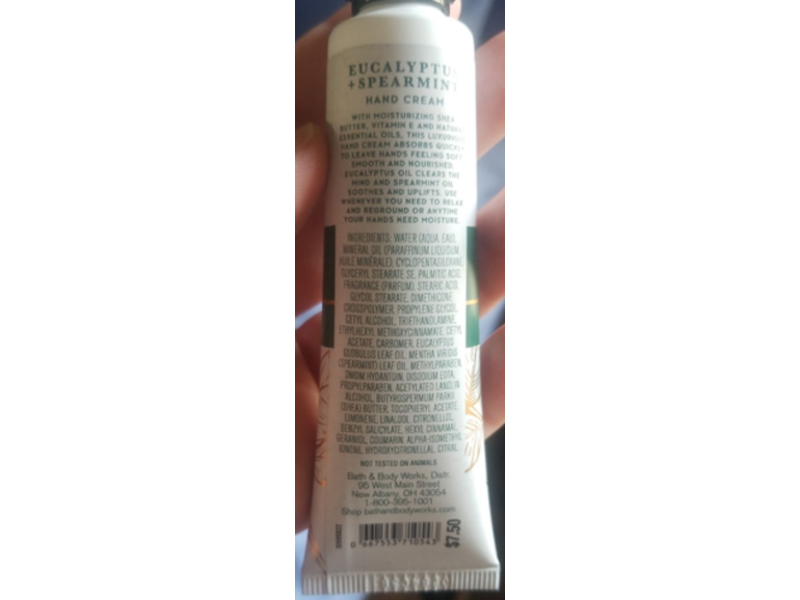 EUCALYPTUS
+SPEARMINT
HAND CREAM
WITH MOISTURIZING SHEA
BUTTER, VITAMIN E AND NATURAL
ESSENTIAL OILS, THIS LUXURIOUS
HAND CREAM ABSORBS QUICKLY
TO LEAVE HANDS FEELING SOFT
SMOOTH AND NOURISHED.
EUCALYPTUS OIL CLEARS THE
MIND AND SPEARMINT OIL
SOOTHES AND UPLIFTS. USE
WHENEVER YOU NEED TO RELAX
AND REGROUND OR ANYTIME
YOUR HANDS NEED MOISTURE.
INGREDIENTS: WATER (AQUA, EAU),
MINERAL OIL (PARAFFINUM LIQUIDUM
HUILE MINÉRALE), CYCLOPENTASILOXANE
GLYCERYL STEARATE SE, PALMITIC ACID,
FRAGRANCE (PARFUM), STEARIC ACID,
GLYCOL STEARATE, DIMETHICONE
CROSSPOLYMER, PROPYLENE GLYCOL,
CETYL ALCOHOL, TRIETHANOLAMINE,
ETHYLHEXYL METHOXYCINNAMATE, CETYL
ACETATE, CARBOMER, EUCALYPTUS
GLOBULUS LEAF OIL, MENTHA VIRIDIS
(SPEARMINT) LEAF OIL, METHYLPARABEN,
DMDM HYDANTOIN, DISODIUM EDTA,
PROPYLPARABEN, ACETYLATED LANOLIN
ALCOHOL, BUTYROSPERMUM PARKII
(SHEA) BUTTER, TOCOPHERYL ACETATE,
LIMONENE, LINALOOL, CITRONELLOL,
BENZYL SALICYLATE, HEXYL CINNAMAL,
GERANIOL, COUMARIN, ALPHA-ISOMETHYL
IONONE, HYDROXYCITRONELLAL, CITRAL.
NOT TESTED ON ANIMALS
Bath & Body Works, Distr.
95 West Main Street
New Albany, OH 43054
1-800-395-1001
Shop bathandbodyworks.com
0 667553 710543
$7.50